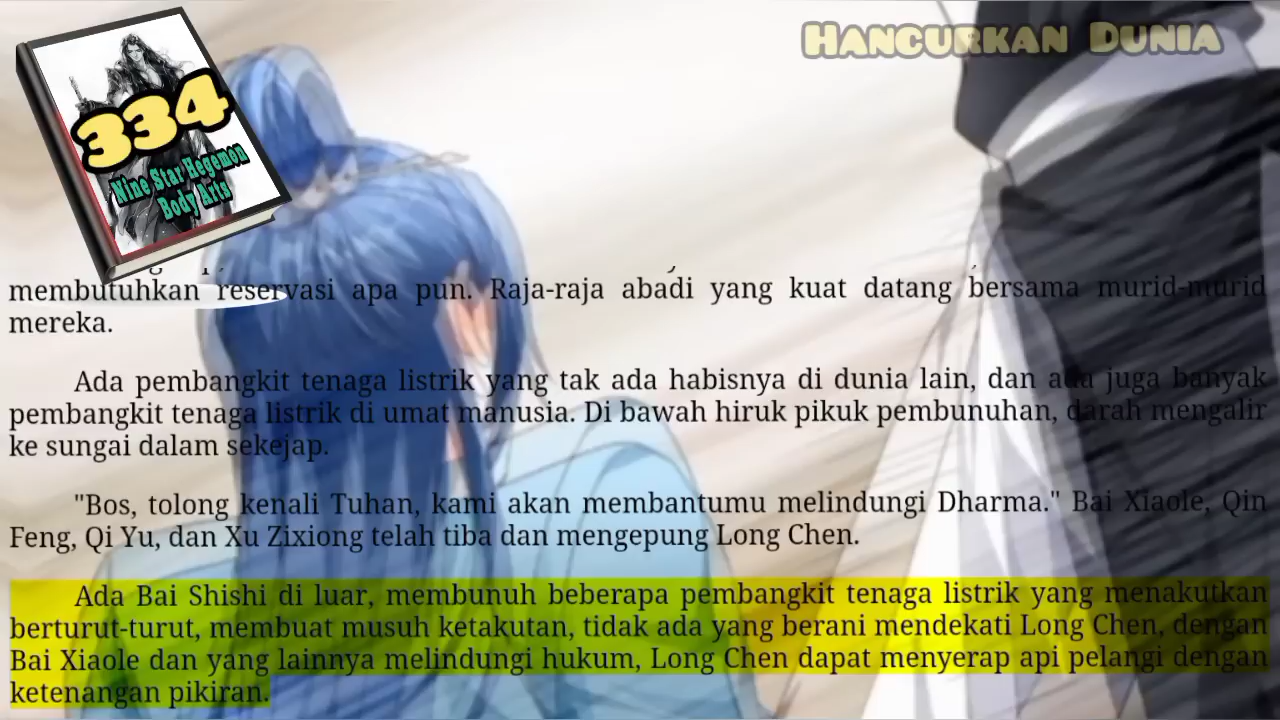 Hancurkan Dunia
334
Nine Star Hegemon
Body Arts
membutuhkan reservasi apa pun. Raja-raja abadi yang kuat datang bersama murid-murid
mereka.
Ada pembangkit tenaga listrik yang tak ada habisnya di dunia lain, dan ada juga banyak
pembangkit tenaga listrik di umat manusia. Di bawah hiruk pikuk pembunuhan, darah mengalir
ke sungai dalam sekejap.
"Bos, tolong kenali Tuhan, kami akan membantumu melindungi Dharma." Bai Xiaole, Qin
Feng, Qi Yu, dan Xu Zixiong telah tiba dan mengepung Long Chen.
Ada Bai Shishi di luar, membunuh beberapa pembangkit tenaga listrik yang menakutkan
berturut-turut, membuat musuh ketakutan, tidak ada yang berani mendekati Long Chen, dengan
Bai Xiaole dan yang lainnya melindungi hukum, Long Chen dapat menyerap api pelangi dengan
ketenangan pikiran.